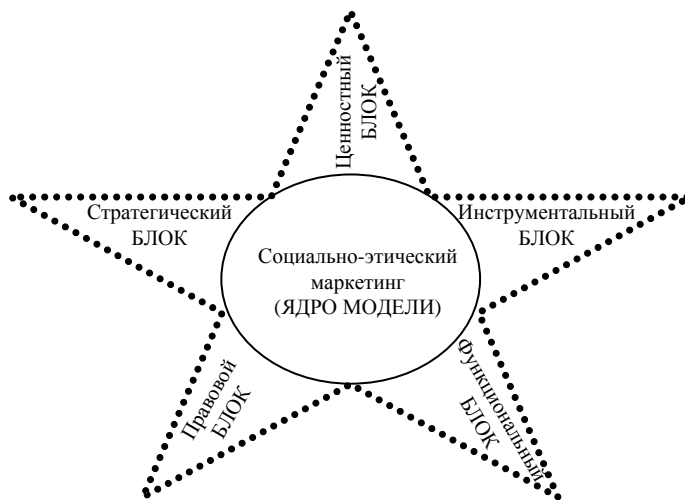 Ценностный
БЛОК
Стратегический
БЛОК
Инструментальный
БЛОК
Социально-этический
маркетинг
(ЯДРО МОДЕЛИ)
Правовой
БЛОК
Функциональный
БЛОК